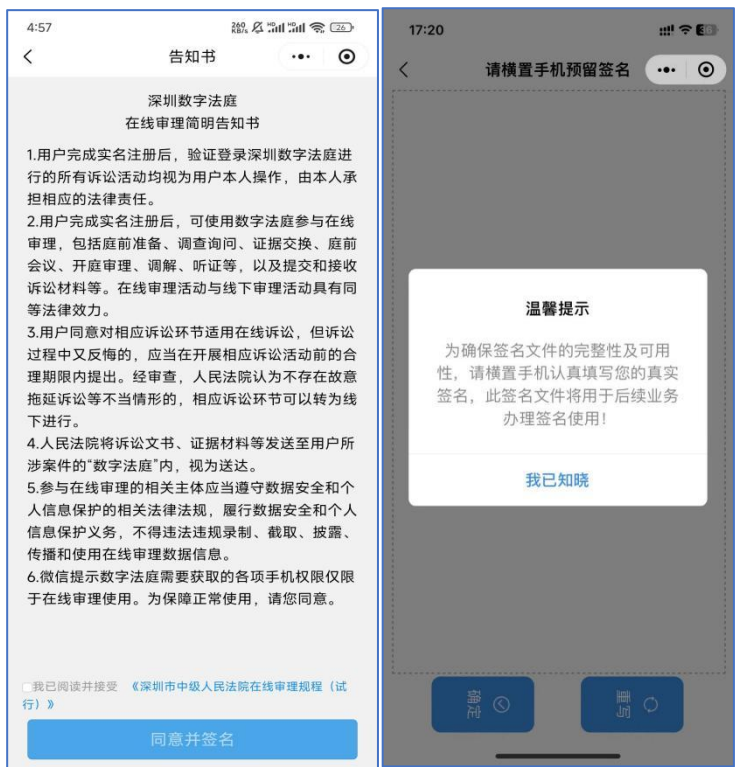 4:57
260 KB/s HD HD 26
告知书
深圳数字法庭
在线审理简明告知书
1.用户完成实名注册后，验证登录深圳数字法庭进
行的所有诉讼活动均视为用户本人操作，由本人承
担相应的法律责任。
2.用户完成实名注册后，可使用数字法庭参与在线
审理，包括庭前准备、调查询问、证据交换、庭前
会议、开庭审理、调解、听证等，以及提交和接收
诉讼材料等。在线审理活动与线下审理活动具有同
等法律效力。
3.用户同意对相应诉讼环节适用在线诉讼，但诉讼
过程中又反悔的，应当在开展相应诉讼活动前的合
理期限内提出。经审查，人民法院认为不存在故意
拖延诉讼等不当情形的，相应诉讼环节可以转为线
下进行。
4.人民法院将诉讼文书、证据材料等发送至用户所
涉案件的“数字法庭”内，视为送达。
5.参与在线审理的相关主体应当遵守数据安全和个
人信息保护的相关法律法规，履行数据安全和个人
信息保护义务，不得违法违规录制、截取、披露、
传播和使用在线审理数据信息。
6.微信提示数字法庭需要获取的各项手机权限仅限
于在线审理使用。为保障正常使用，请您同意。
我已阅读并接受 《深圳市中级人民法院在线审理规程（试
行）》
同意并签名
17:20
请横置手机预留签名
温馨提示
为确保签名文件的完整性及可用
性，请横置手机认真填写您的真实
签名，此签名文件将用于后续业务
办理签名使用！
我已知晓
确定
重写